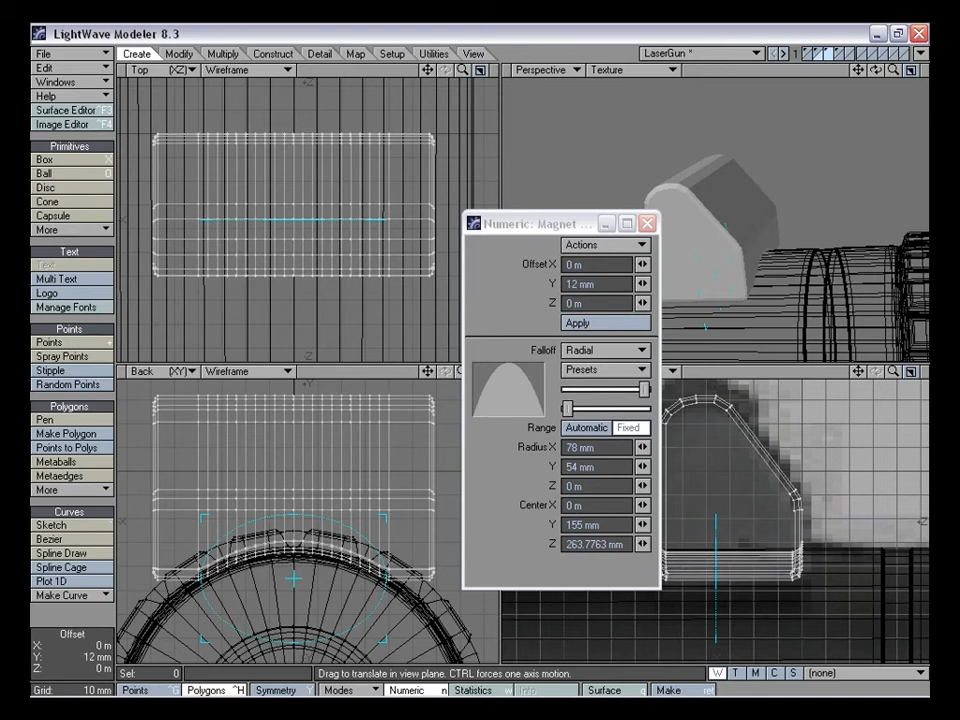 LightWave Modeler 8.3
File Create Modify Multiply Construct Detail Map Setup Utilities View LaserGun * 1
Edit Top (XZ) Wireframe Perspective Texture
Windows
Help
Surface Editor F3
Image Editor ^F4
Primitives
Box X
Ball O
Disc
Cone
Capsule
More
Text
Text
Multi Text
Logo
Manage Fonts
Points
Points +
Spray Points
Stipple
Random Points
Polygons
Pen
Make Polygon
Points to Polys
Metaballs
Metaedges
More
Curves
Sketch
Bezier
Spline Draw
Spline Cage
Plot 1D
Make Curve
Back (XY) Wireframe
Numeric: Magnet ...
Actions
Offset X 0 m
Y 12 mm
Z 0 m
Apply
Falloff Radial
Presets
Range Automatic Fixed
Radius X 78 mm
Y 54 mm
Z 0 m
Center X 0 m
Y 155 mm
Z 263.7763 mm
Offset
X: 0 m
Y: 12 mm
Z: 0 m
Grid: 10 mm
Sel: 0 Drag to translate in view plane. CTRL forces one axis motion. W T M C S (none)
Points ^G Polygons ^H Symmetry Y Modes Numeric n Statistics w Info i Surface q Make ret